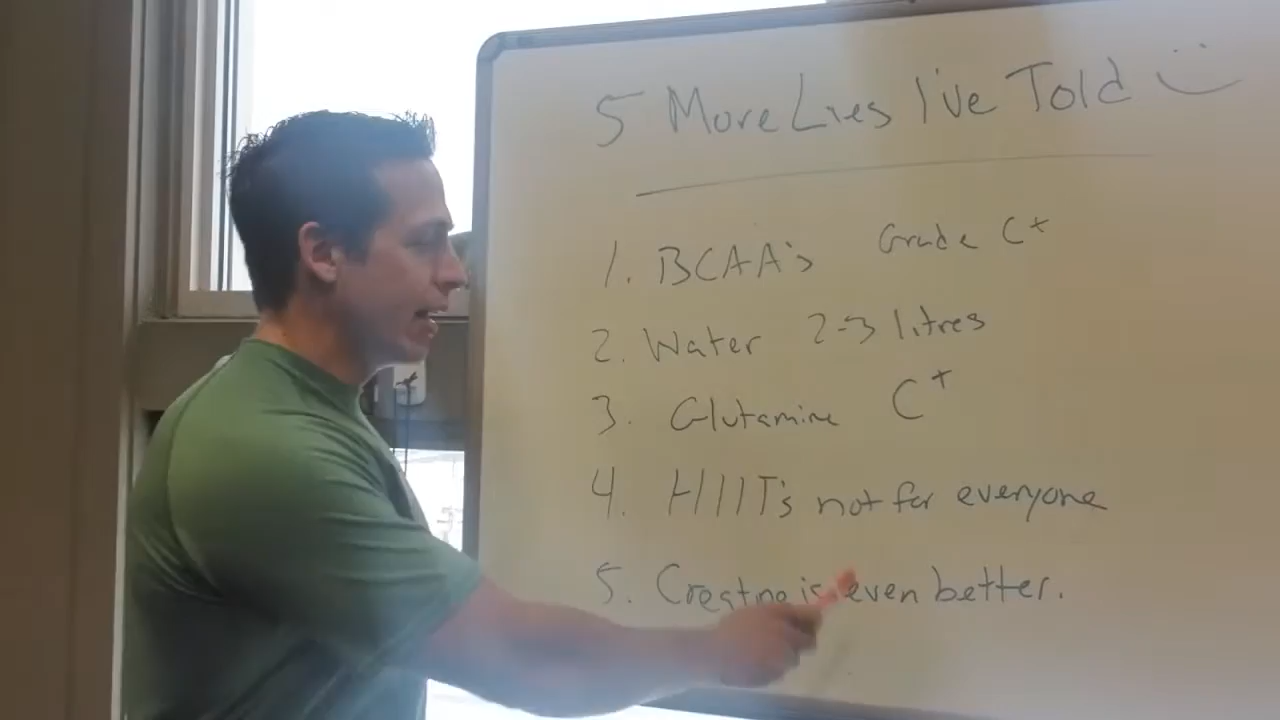 5 More Lies I've Told
1. BCAA's Grade C+
2. Water 2-3 litres
3. Glutamine C+
4. HIIT's not for everyone
5. Creatine is even better.